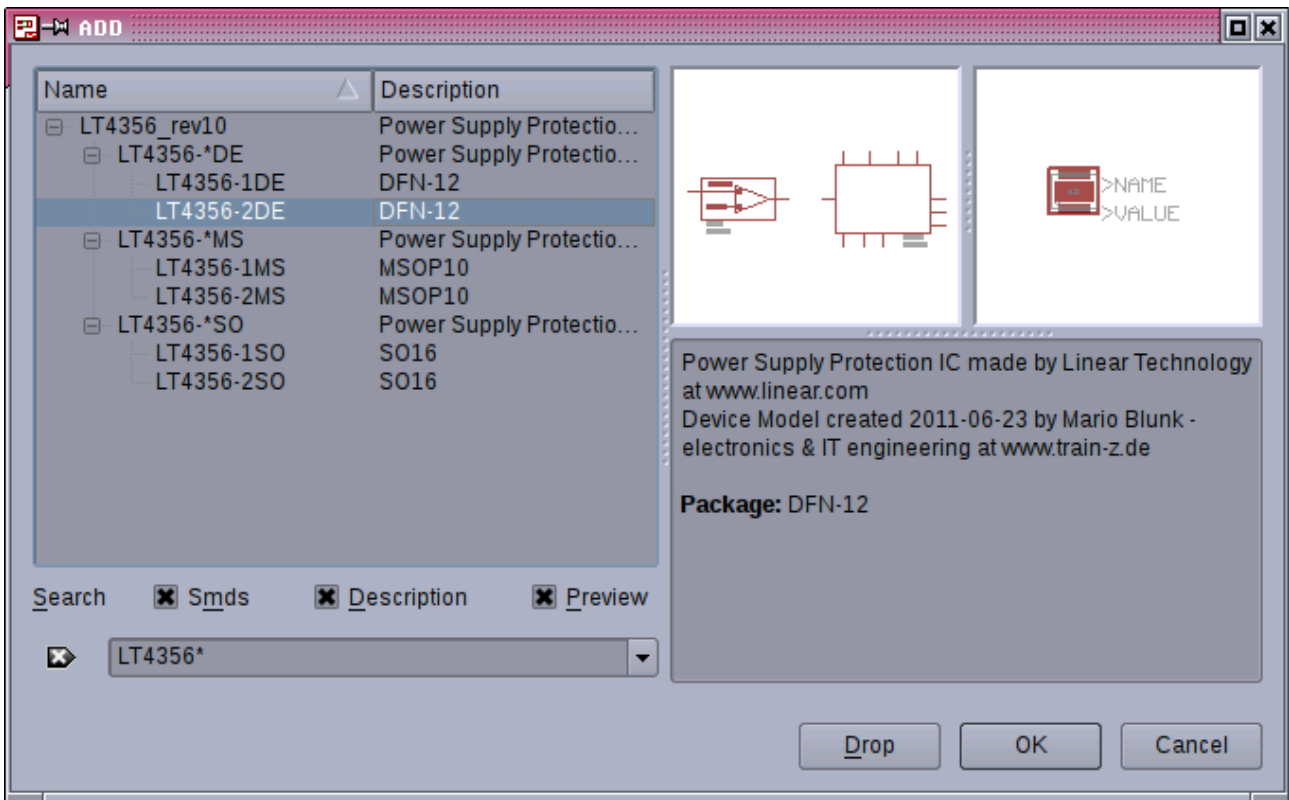 ADD
Name Description
LT4356_rev10 Power Supply Protectio...
LT4356-*DE Power Supply Protectio...
LT4356-1DE DFN-12
LT4356-2DE DFN-12
LT4356-*MS Power Supply Protectio...
LT4356-1MS MSOP10
LT4356-2MS MSOP10
LT4356-*SO Power Supply Protectio...
LT4356-1SO SO16
LT4356-2SO SO16
Search Smds Description Preview
LT4356*
>NAME
>VALUE
Power Supply Protection IC made by Linear Technology
at www.linear.com
Device Model created 2011-06-23 by Mario Blunk -
electronics & IT engineering at www.train-z.de
Package: DFN-12
Drop OK Cancel